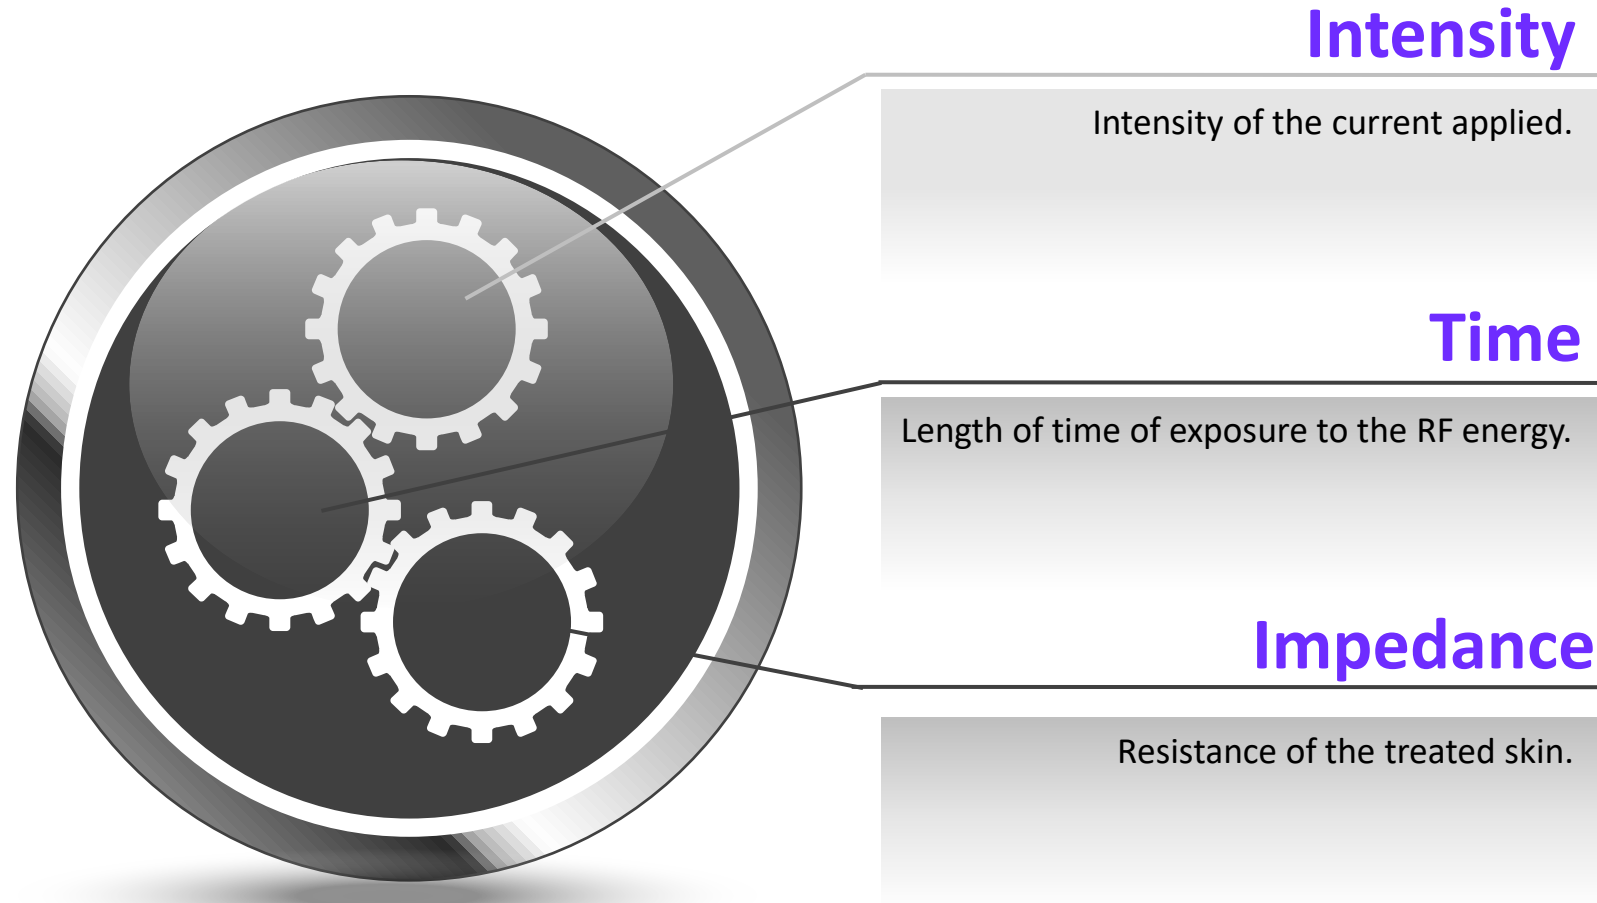 Intensity
Intensity of the current applied.
Time
Length of time of exposure to the RF energy.
Impedance
Resistance of the treated skin.